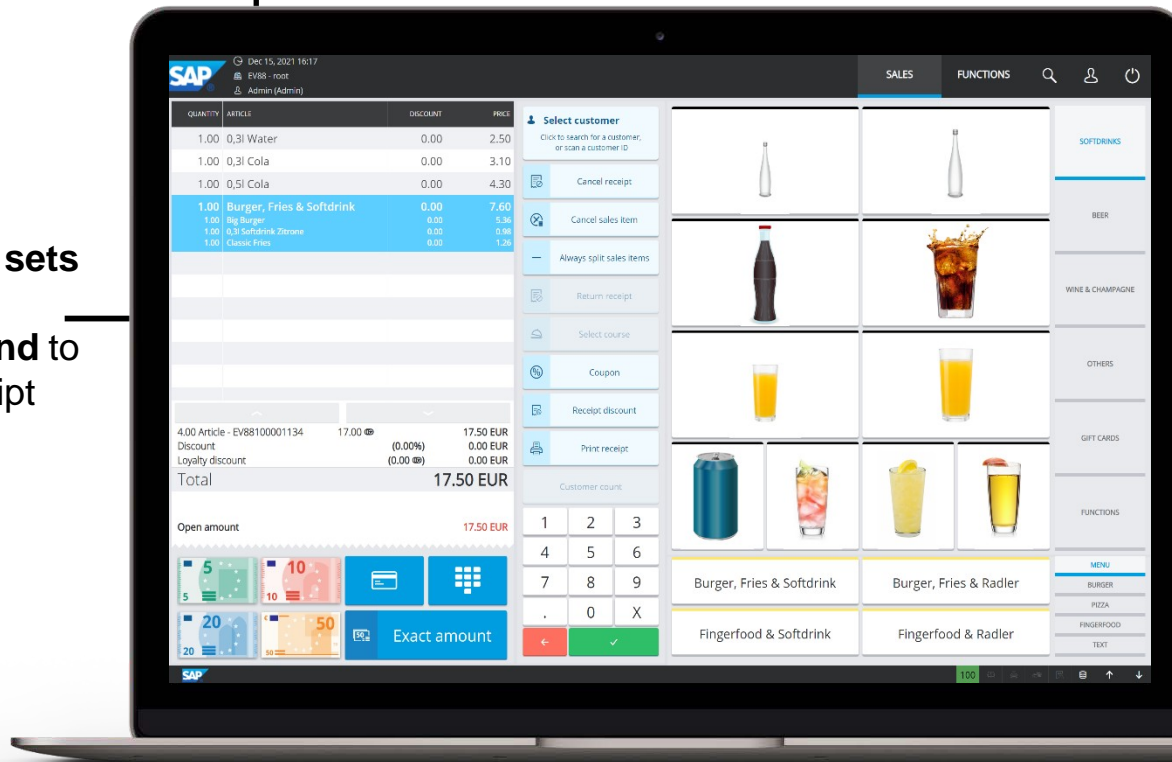 sets
nd to
ipt
SAP
Dec 15, 2021 16:17
EV88 - root
Admin (Admin)
SALES
FUNCTIONS
QUANTITY ARTICLE DISCOUNT PRICE
1.00 0,3l Water 0.00 2.50
1.00 0,3l Cola 0.00 3.10
1.00 0,5l Cola 0.00 4.30
1.00 Burger, Fries & Softdrink 0.00 7.60
1.00 Big Burger 0.00 5.36
1.00 0,3l Softdrink Zitrone 0.00 0.98
1.00 Classic Fries 0.00 1.26
4.00 Article - EV88100001134 17.00 17.50 EUR
Discount (0.00%) 0.00 EUR
Loyalty discount (0.00) 0.00 EUR
Total 17.50 EUR
Open amount 17.50 EUR
5 5
10 10
20 20
50 50
Exact amount
Select customer
Click to search for a customer,
or scan a customer ID
Cancel receipt
Cancel sales item
Always split sales items
Return receipt
Select course
Coupon
Receipt discount
Print receipt
Customer count
1 2 3
4 5 6
7 8 9
. 0 X
Burger, Fries & Softdrink
Burger, Fries & Radler
Fingerfood & Softdrink
Fingerfood & Radler
SOFTDRINKS
BEER
WINE & CHAMPAGNE
OTHERS
GIFT CARDS
FUNCTIONS
MENU
BURGER
PIZZA
FINGERFOOD
TEXT
SAP
100